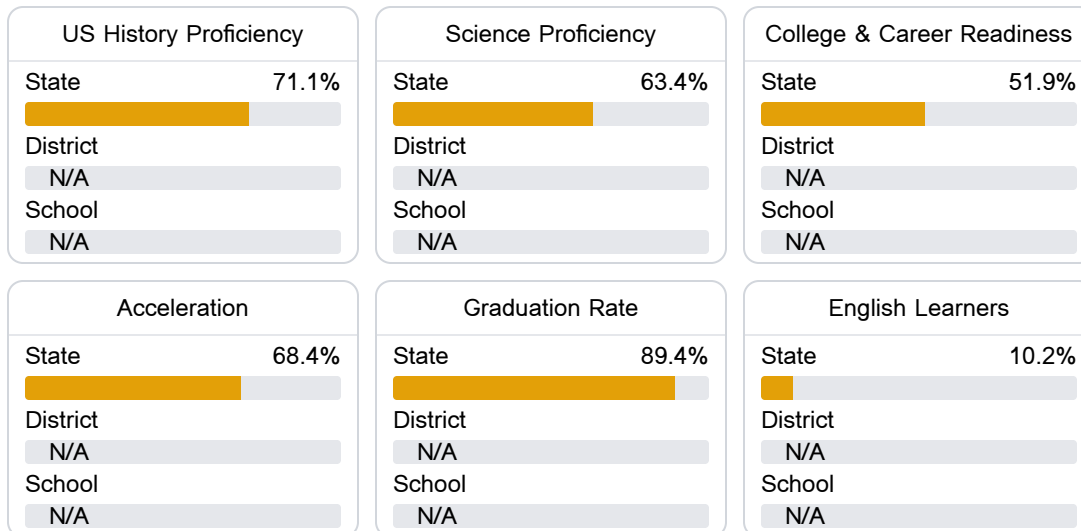 US History Proficiency
State 71.1%
District
N/A
School
N/A
Science Proficiency
State 63.4%
District
N/A
School
N/A
College & Career Readiness
State 51.9%
District
N/A
School
N/A
Acceleration
State 68.4%
District
N/A
School
N/A
Graduation Rate
State 89.4%
District
N/A
School
N/A
English Learners
State 10.2%
District
N/A
School
N/A